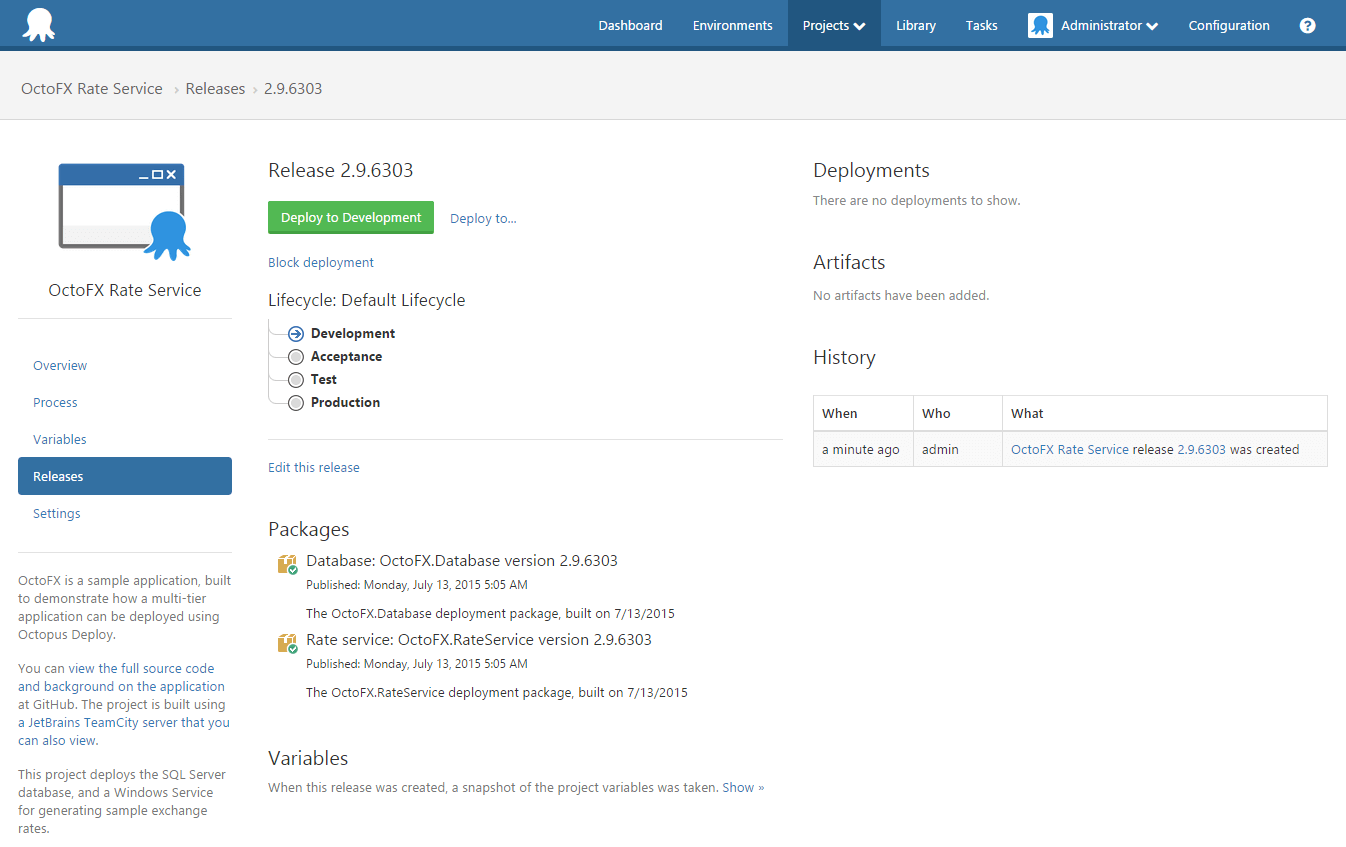 Dashboard
Environments
Projects
Library
Tasks
Administrator
Configuration
?
OctoFX Rate Service › Releases › 2.9.6303
OctoFX Rate Service
Overview
Process
Variables
Releases
Settings
OctoFX is a sample application, built
to demonstrate how a multi-tier
application can be deployed using
Octopus Deploy.
You can view the full source code
and background on the application
at GitHub. The project is built using
a JetBrains TeamCity server that you
can also view.
This project deploys the SQL Server
database, and a Windows Service
for generating sample exchange
rates.
Release 2.9.6303
Deploy to Development
Deploy to...
Block deployment
Lifecycle: Default Lifecycle
Development
Acceptance
Test
Production
Edit this release
Packages
Database: OctoFX.Database version 2.9.6303
Published: Monday, July 13, 2015 5:05 AM
The OctoFX.Database deployment package, built on 7/13/2015
Rate service: OctoFX.RateService version 2.9.6303
Published: Monday, July 13, 2015 5:05 AM
The OctoFX.RateService deployment package, built on 7/13/2015
Variables
When this release was created, a snapshot of the project variables was taken. Show »
Deployments
There are no deployments to show.
Artifacts
No artifacts have been added.
History
When Who What
a minute ago admin OctoFX Rate Service release 2.9.6303 was created